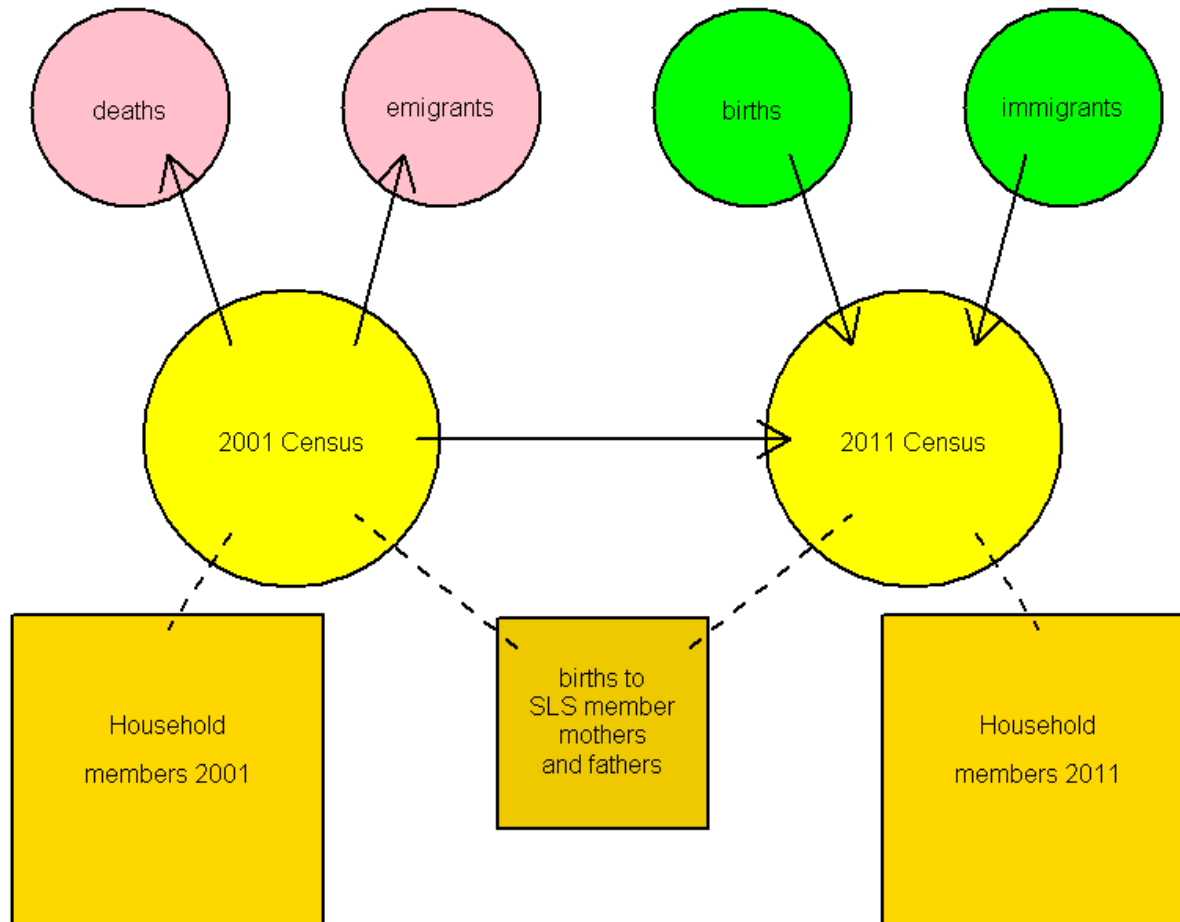 deaths
emigrants
births
immigrants
2001 Census
2011 Census
Household
members 2001
births to
SLS member
mothers
and fathers
Household
members 2011